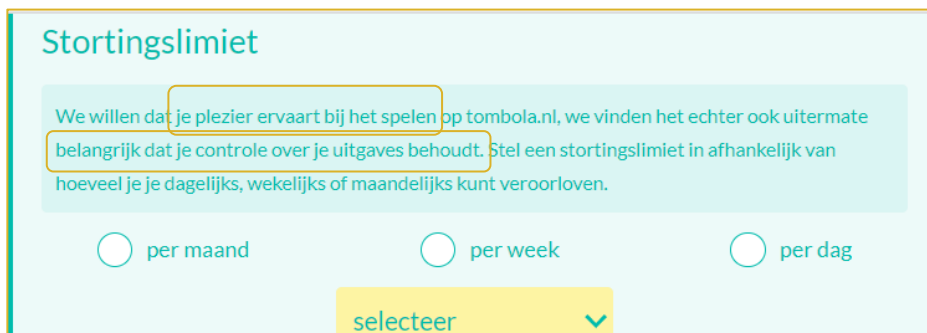 Stortingslimiet
We willen dat je plezier ervaart bij het spelen op tombola.nl, we vinden het echter ook uitermate
belangrijk dat je controle over je uitgaves behoudt. Stel een stortingslimiet in afhankelijk van
hoeveel je je dagelijks, wekelijks of maandelijks kunt veroorloven.
per maand per week per dag
selecteer